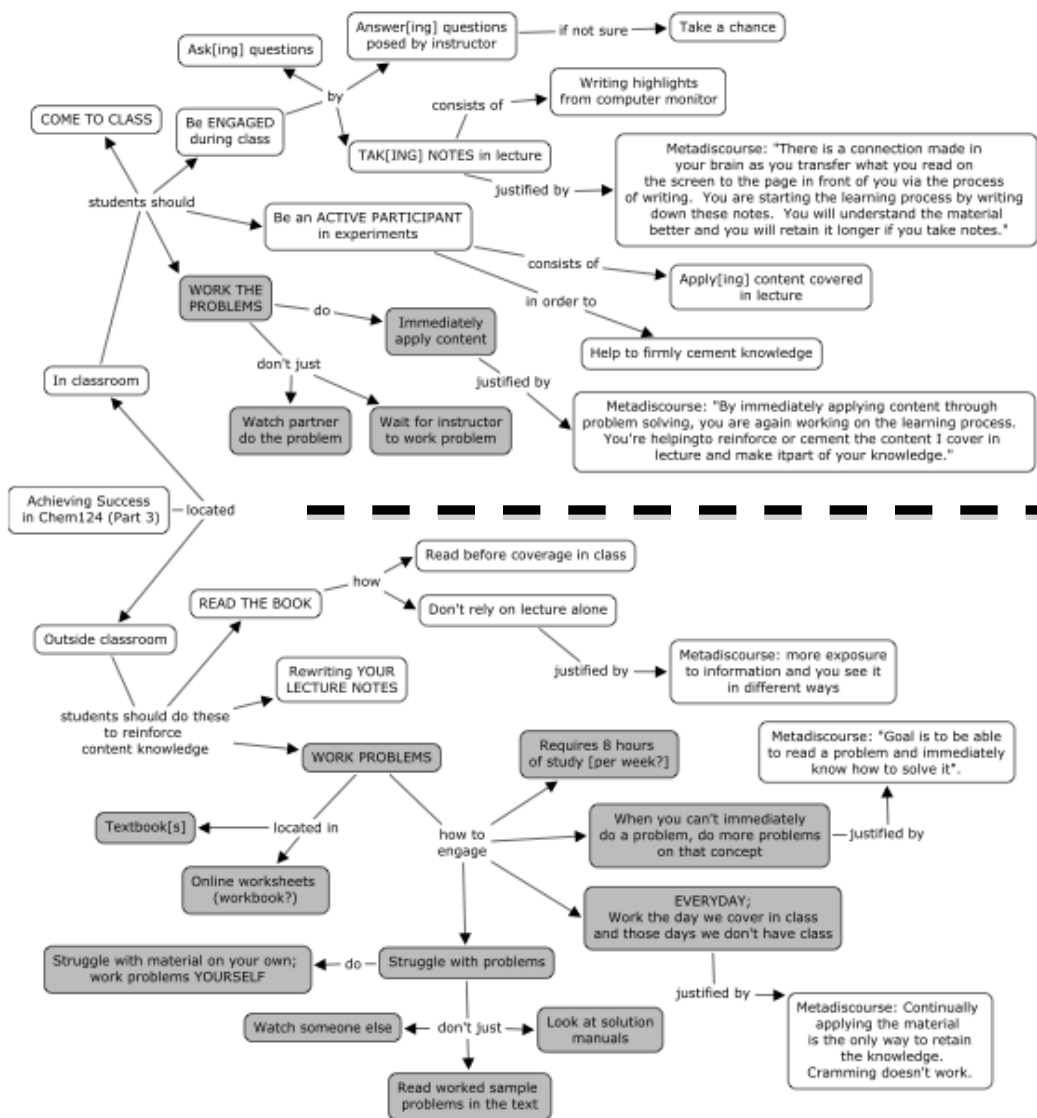 Ask[ing] questions
Answer[ing] questions
posed by instructor
if not sure
Take a chance
by
Writing highlights
from computer monitor
consists of
COME TO CLASS
Be ENGAGED
during class
TAK[ING] NOTES in lecture
justified by
Metadiscourse: "There is a connection made in
your brain as you transfer what you read on
the screen to the page in front of you via the process
of writing. You are starting the learning process by writing
down these notes. You will understand the material
better and you will retain it longer if you take notes."
students should
Be an ACTIVE PARTICIPANT
in experiments
consists of
Apply[ing] content covered
in lecture
in order to
Help to firmly cement knowledge
WORK THE
PROBLEMS
do
Immediately
apply content
don't just
justified by
In classroom
Watch partner
do the problem
Wait for instructor
to work problem
Metadiscourse: "By immediately applying content through
problem solving, you are again working on the learning process.
You're helpingto reinforce or cement the content I cover in
lecture and make itpart of your knowledge."
Achieving Success
in Chem124 (Part 3)
located
Read before coverage in class
how
READ THE BOOK
Don't rely on lecture alone
Outside classroom
justified by
Metadiscourse: more exposure
to information and you see it
in different ways
Rewriting YOUR
LECTURE NOTES
students should do these
to reinforce
content knowledge
WORK PROBLEMS
Requires 8 hours
of study [per week?]
Metadiscourse: "Goal is to be able
to read a problem and immediately
know how to solve it".
Textbook[s]
located in
how to
engage
When you can't immediately
do a problem, do more problems
on that concept
justified by
Online worksheets
(workbook?)
EVERYDAY;
Work the day we cover in class
and those days we don't have class
Struggle with material on your own;
work problems YOURSELF
do
Struggle with problems
justified by
Metadiscourse: Continually
applying the material
is the only way to retain
the knowledge.
Cramming doesn't work.
Watch someone else
don't just
Look at solution
manuals
Read worked sample
problems in the text